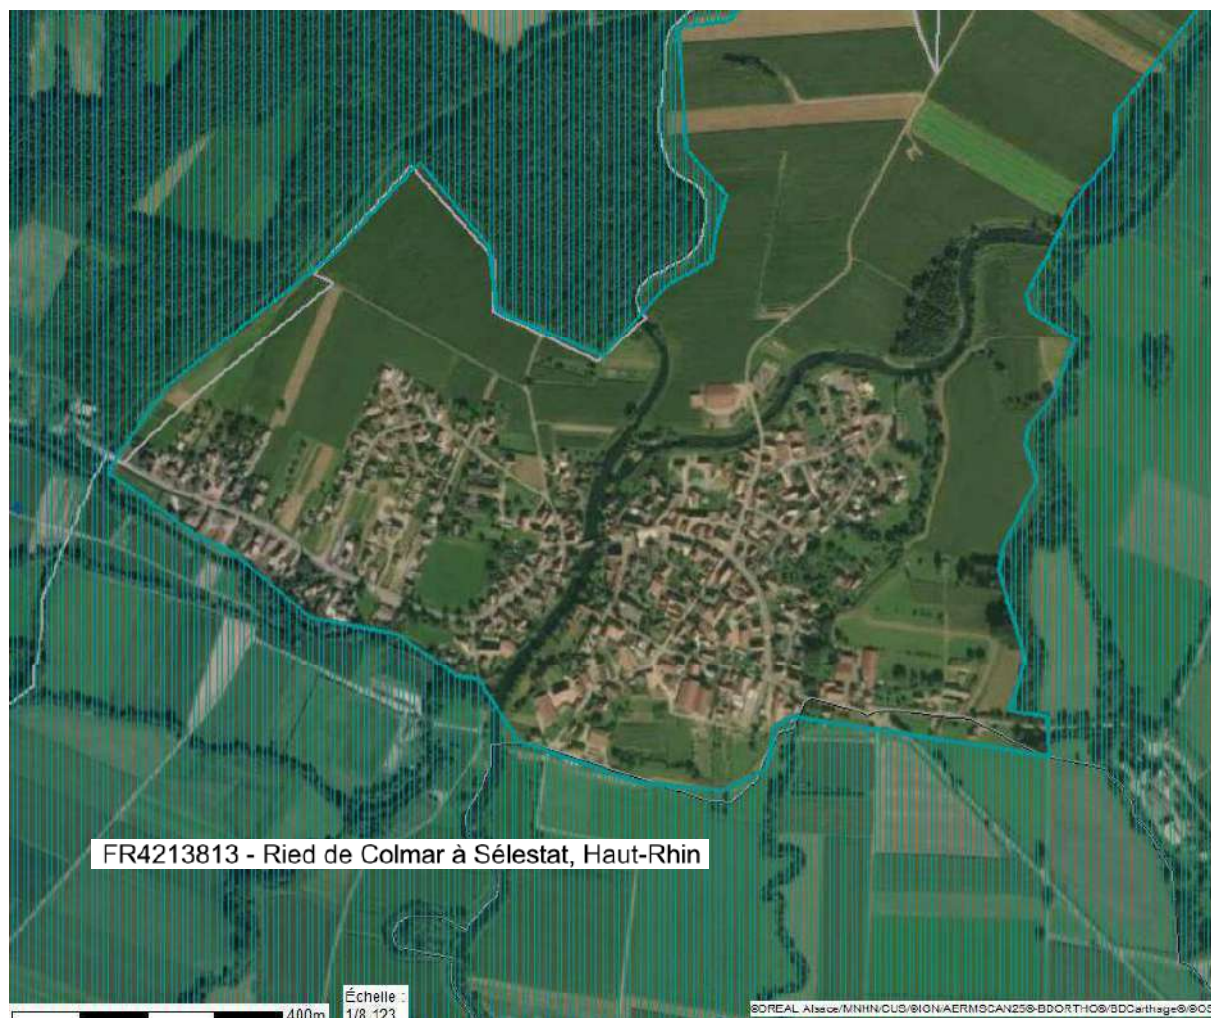 FR4213813 - Ried de Colmar à Sélestat, Haut-Rhin
Échelle :
400m
1/8 123
©DREAL Alsace/MNHN/CUS/©IGN/AERMSCAN25®-BDORTHO®/BDCarthage®/©OS